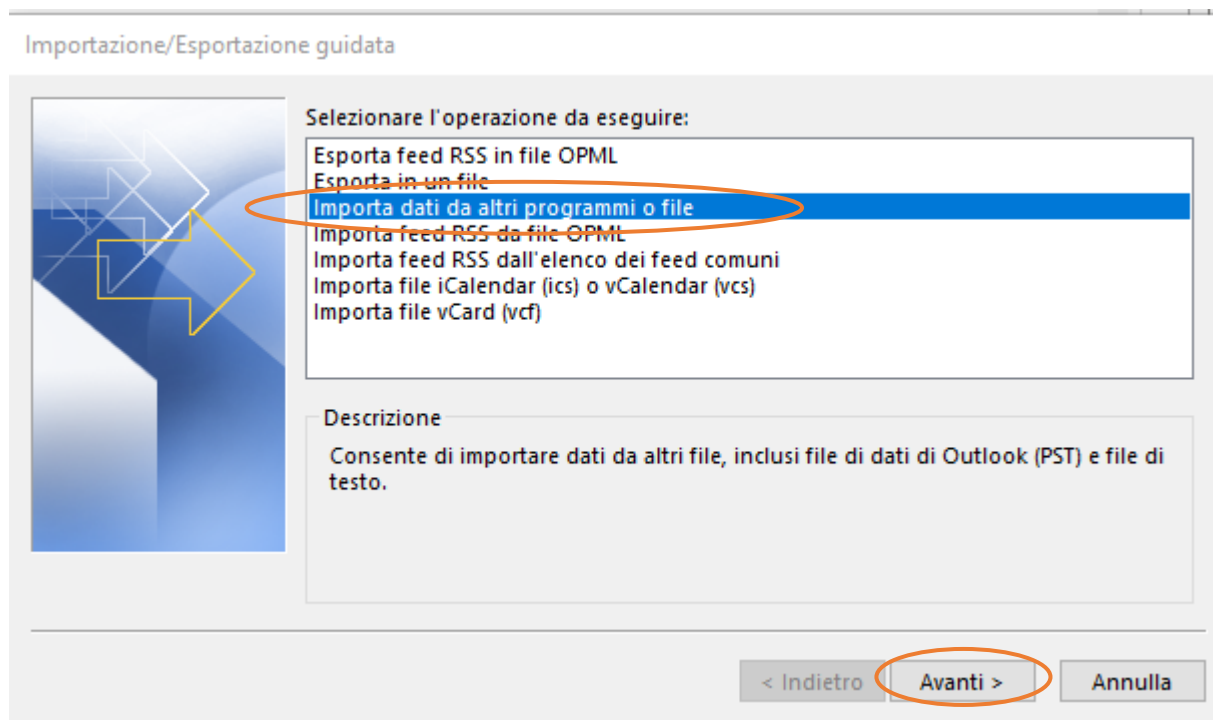 Importazione/Esportazione guidata
Selezionare l'operazione da eseguire:
Esporta feed RSS in file OPML
Esporta in un file
Importa dati da altri programmi o file
Importa feed RSS da file OPML
Importa feed RSS dall'elenco dei feed comuni
Importa file iCalendar (ics) o vCalendar (vcs)
Importa file vCard (vcf)
Descrizione
Consente di importare dati da altri file, inclusi file di dati di Outlook (PST) e file di
testo.
< Indietro Avanti > Annulla